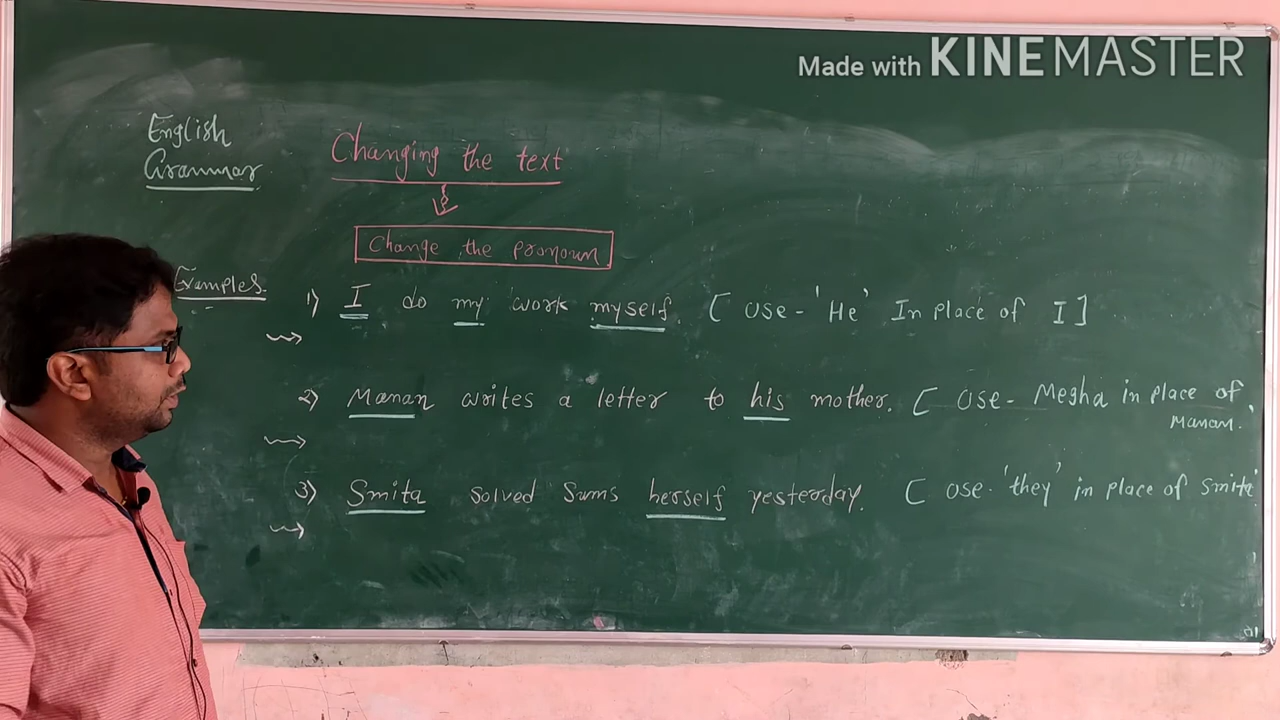 Made with KINEMASTER
English
Grammar
Changing the text
Change the pronoun
Examples
1) I do my work myself. [ Use - 'He' In place of I ]
2) Manan writes a letter to his mother. [ Use - Megha in place of
Manan.
3) Smita solved sums herself yesterday. [ Use - 'they' in place of Smita